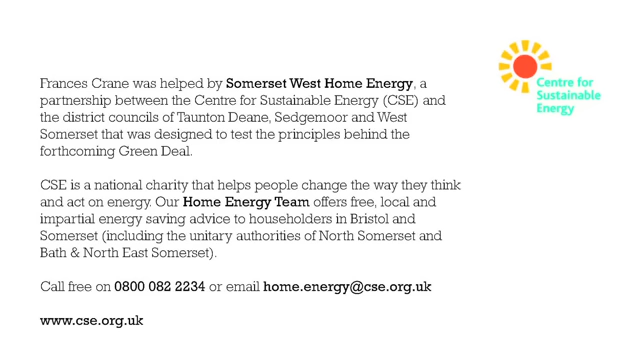 Frances Crane was helped by Somerset West Home Energy, a
partnership between the Centre for Sustainable Energy (CSE) and
the district councils of Taunton Deane, Sedgemoor and West
Somerset that was designed to test the principles behind the
forthcoming Green Deal.
CSE is a national charity that helps people change the way they think
and act on energy. Our Home Energy Team offers free, local and
impartial energy saving advice to householders in Bristol and
Somerset (including the unitary authorities of North Somerset and
Bath & North East Somerset).
Call free on 0800 082 2234 or email home.energy@cse.org.uk
www.cse.org.uk
Centre for
Sustainable
Energy